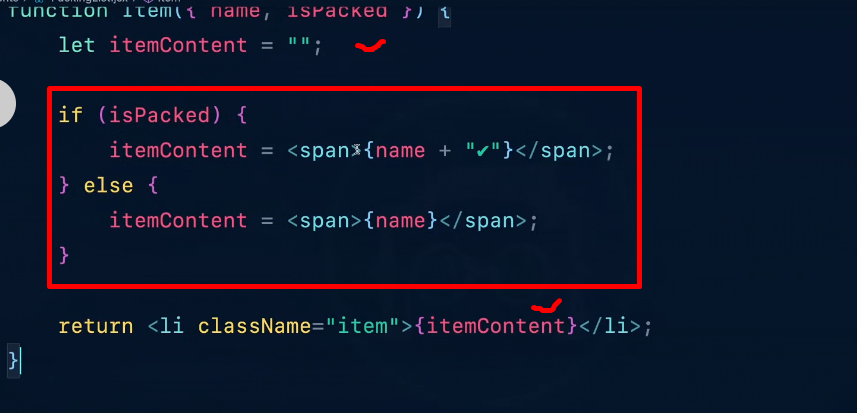 function Item({ name, isPacked }) {
let itemContent = "";
if (isPacked) {
itemContent = <span>{name + "✔"}</span>;
} else {
itemContent = <span>{name}</span>;
}
return <li className="item">{itemContent}</li>;
}